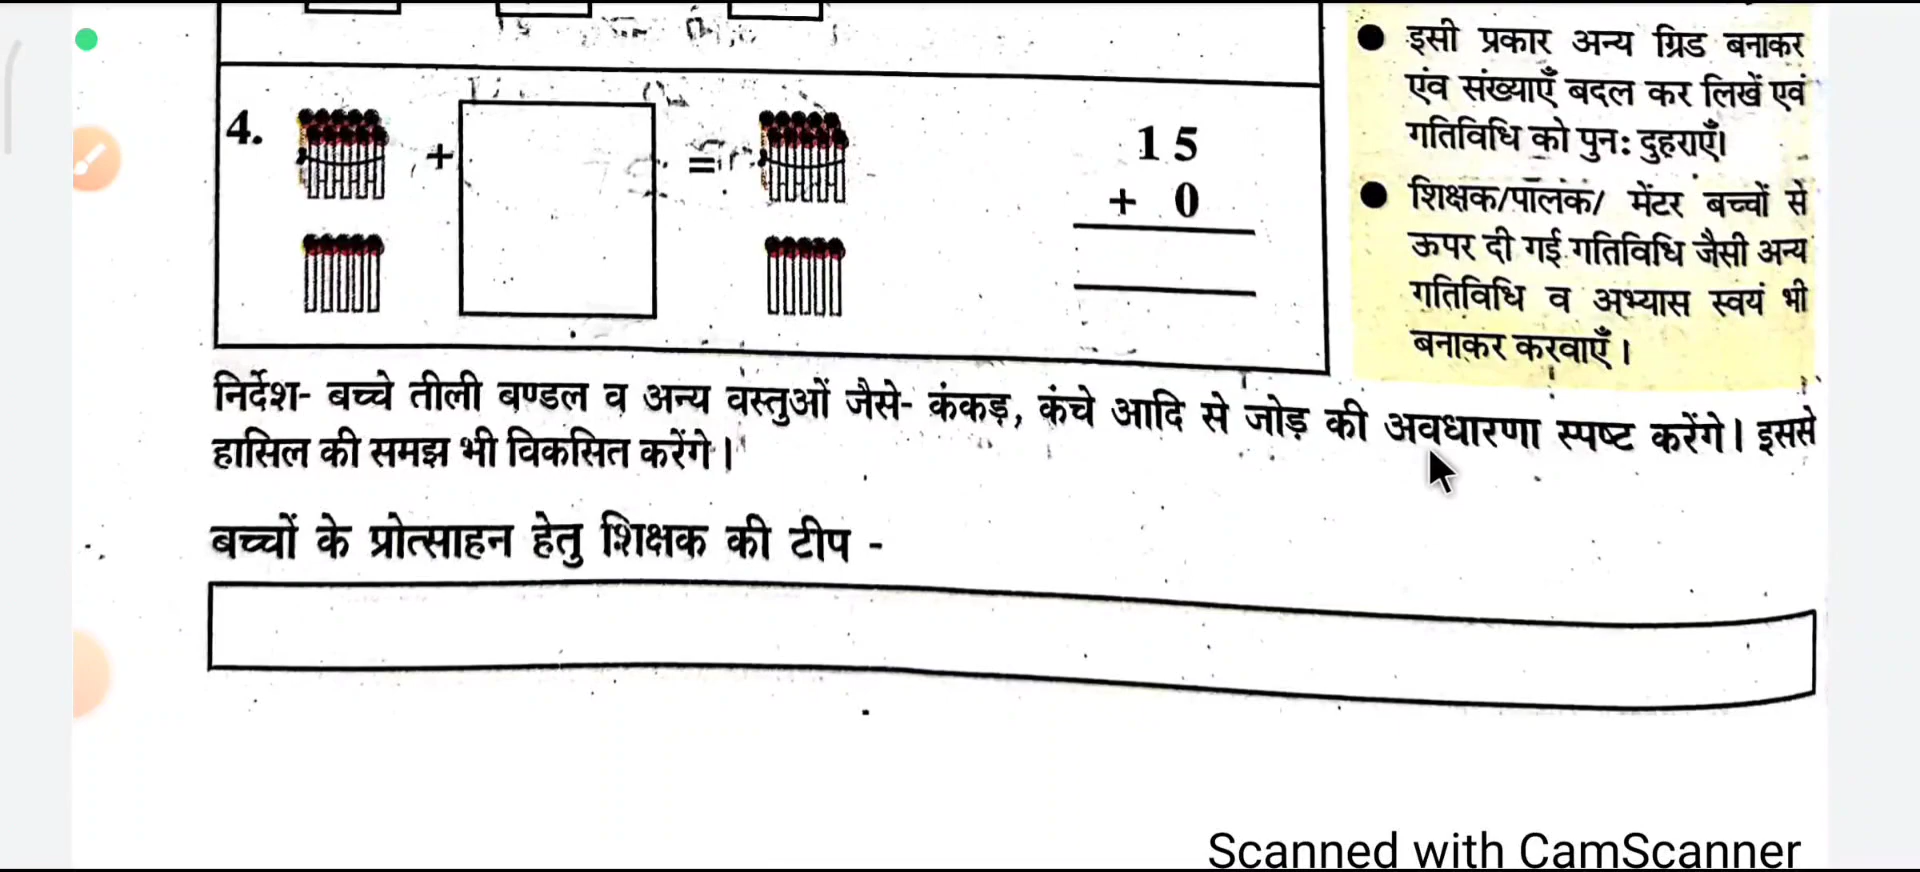 4.
+
=
15
+ 0
इसी प्रकार अन्य ग्रिड बनाकर
एंव संख्याएँ बदल कर लिखें एवं
गतिविधि को पुन: दुहराएँ।
शिक्षक/पालक/ मेंटर बच्चों से
ऊपर दी गई गतिविधि जैसी अन्य
गतिविधि व अभ्यास स्वयं भी
बनाकर करवाएँ।
निर्देश- बच्चे तीली बण्डल व अन्य वस्तुओं जैसे- कंकड़, कंचे आदि से जोड़ की अवधारणा स्पष्ट करेंगे। इससे
हासिल की समझ भी विकसित करेंगे।
बच्चों के प्रोत्साहन हेतु शिक्षक की टीप -
Scanned with CamScanner